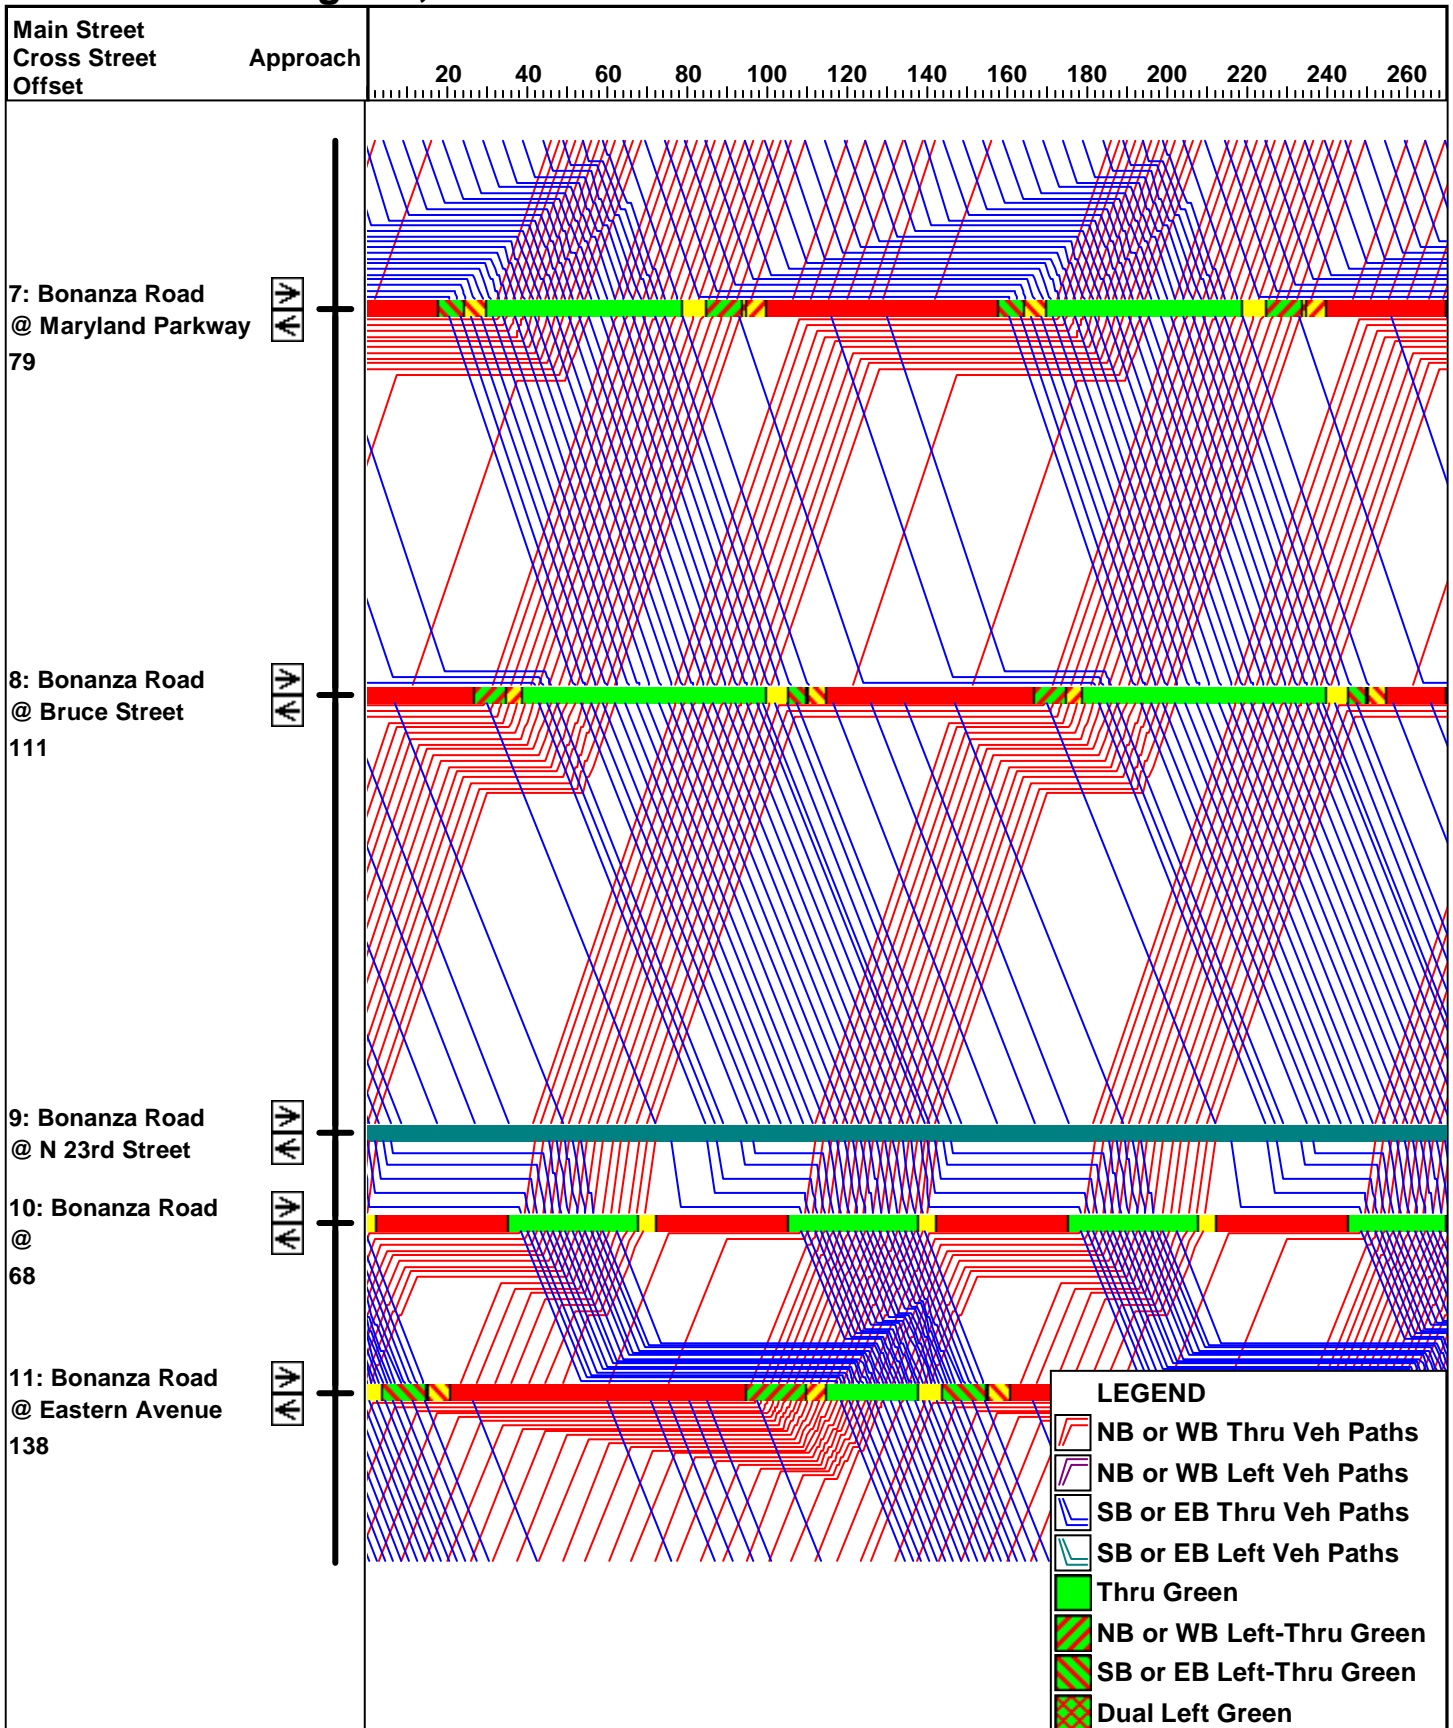 Main Street
Cross Street Approach
Offset
20 40 60 80 100 120 140 160 180 200 220 240 260
7: Bonanza Road
@ Maryland Parkway
79
8: Bonanza Road
@ Bruce Street
111
9: Bonanza Road
@ N 23rd Street
10: Bonanza Road
@
68
11: Bonanza Road
@ Eastern Avenue
138
LEGEND
NB or WB Thru Veh Paths
NB or WB Left Veh Paths
SB or EB Thru Veh Paths
SB or EB Left Veh Paths
Thru Green
NB or WB Left-Thru Green
SB or EB Left-Thru Green
Dual Left Green